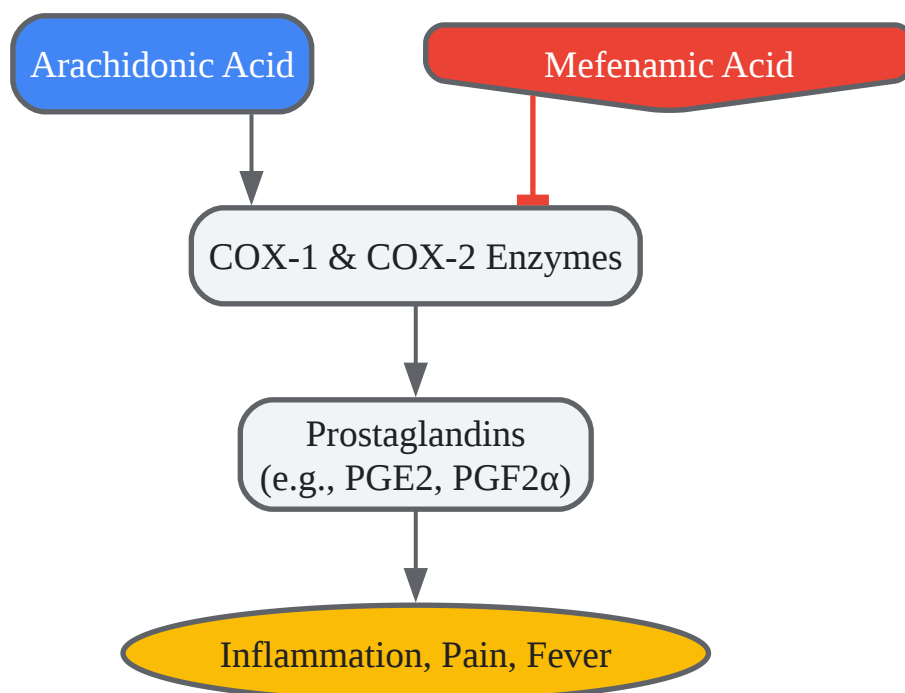 Arachidonic Acid
Mefenamic Acid
COX-1 & COX-2 Enzymes
Prostaglandins
(e.g., PGE2, PGF2α)
Inflammation, Pain, Fever